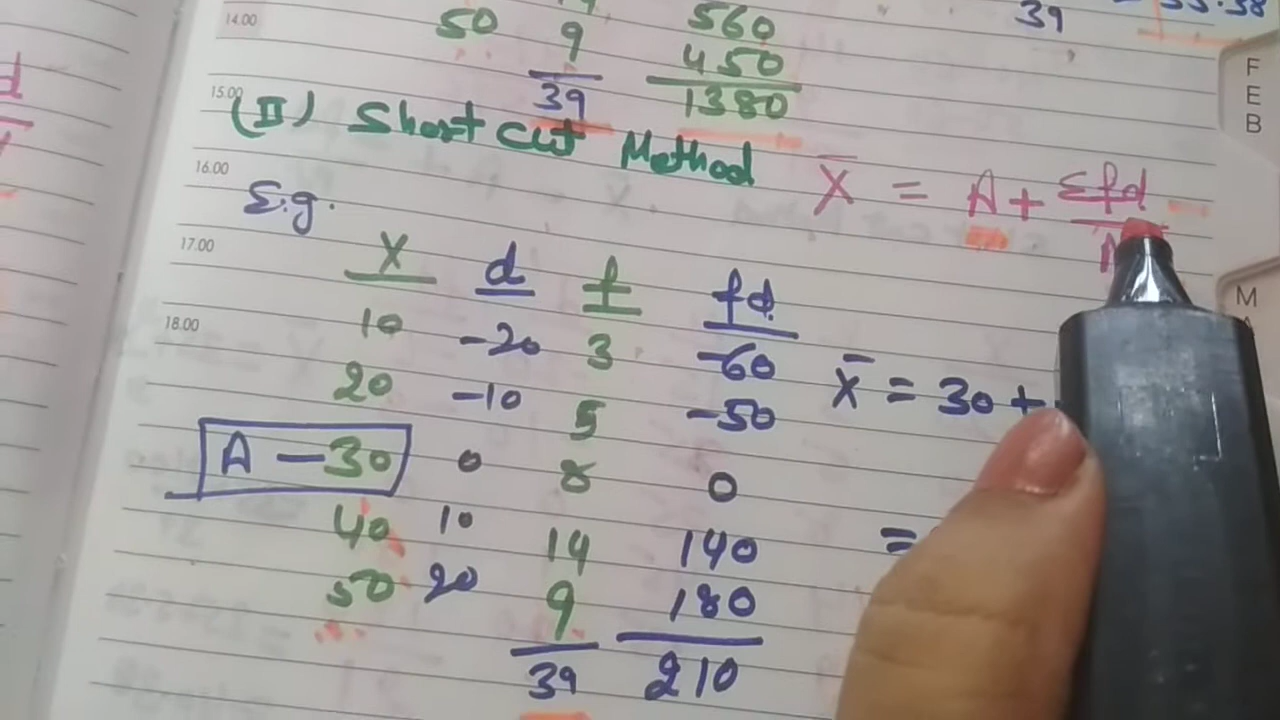 14.00 50 9 560 39
450
15.00 39 1380
(II) Short cut Method X̄ = A + Σfd
16.00
E.g.
17.00 X d f fd
18.00 10 -20 3 -60
20 -10 5 -50 X̄ = 30 +
A - 30 0 8 0
40 10 14 140 =
50 20 9 180
39 210
FEB
M